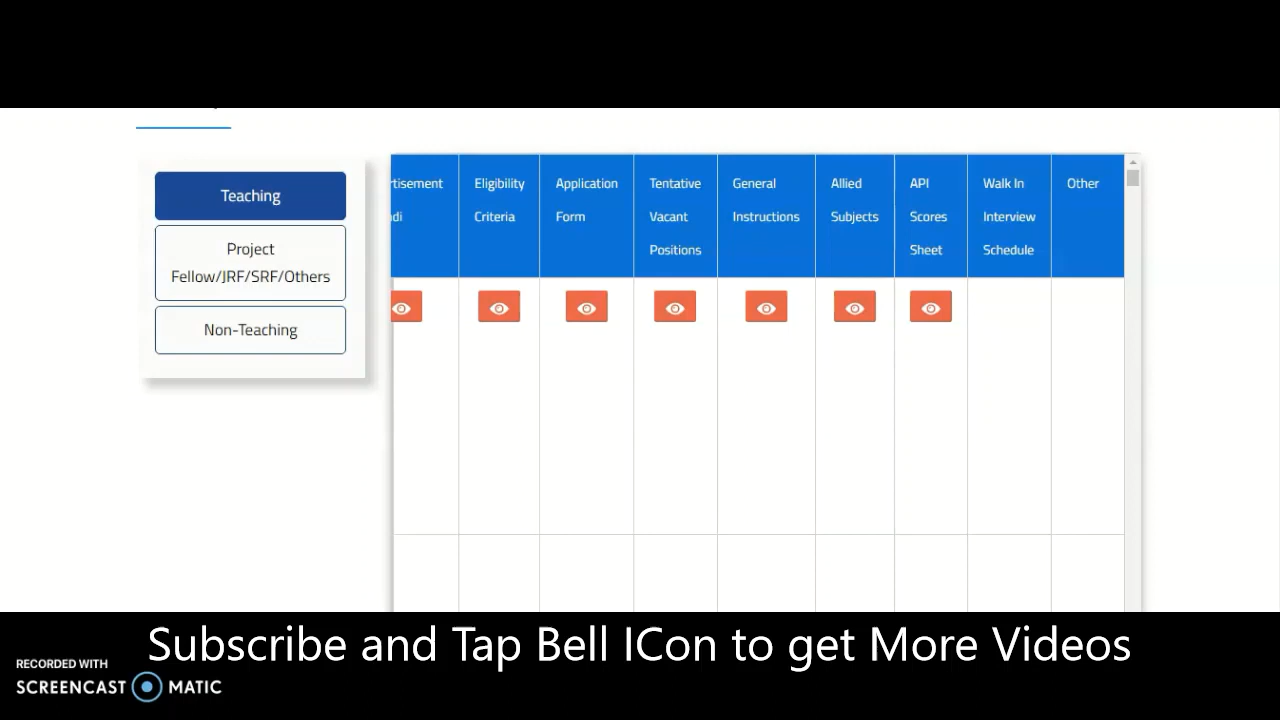 Teaching
Project
Fellow/JRF/SRF/Others
Non-Teaching
Eligibility
Criteria
Application
Form
Tentative
Vacant
Positions
General
Instructions
Allied
Subjects
API
Scores
Sheet
Walk In
Interview
Schedule
Other
Subscribe and Tap Bell ICon to get More Videos
RECORDED WITH
SCREENCAST MATIC